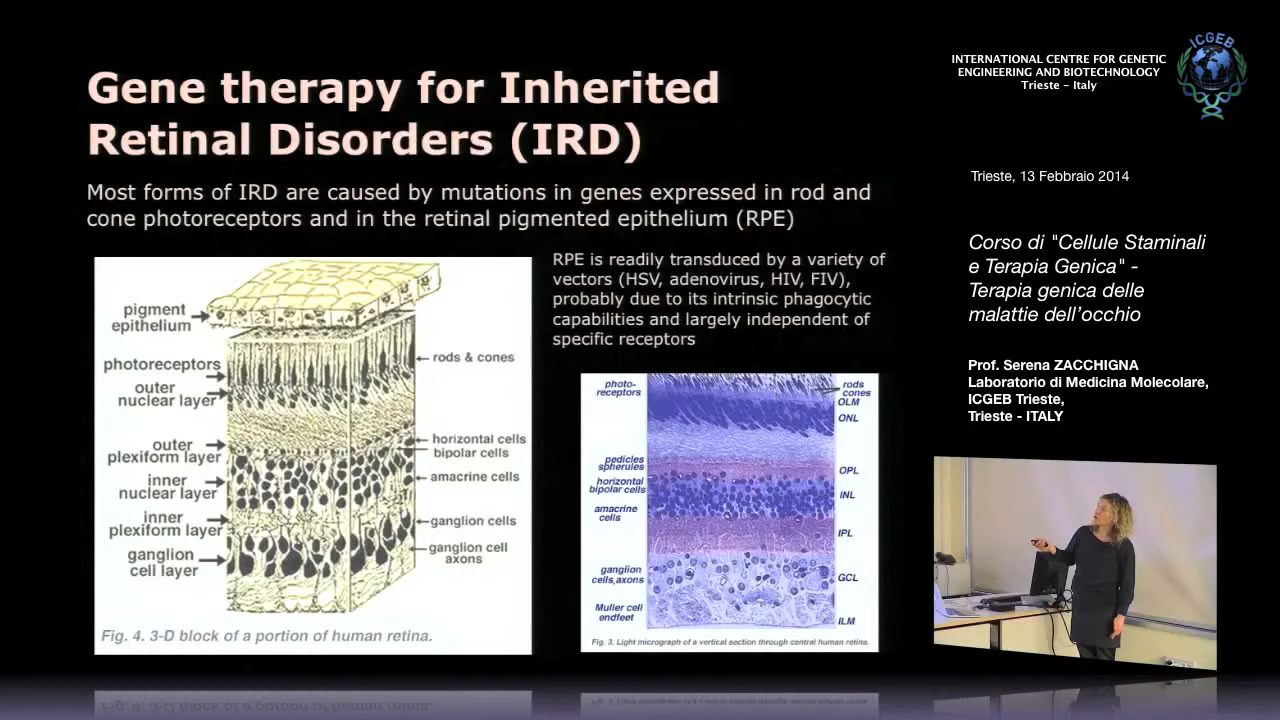 Gene therapy for Inherited
Retinal Disorders (IRD)
Most forms of IRD are caused by mutations in genes expressed in rod and
cone photoreceptors and in the retinal pigmented epithelium (RPE)
pigment
epithelium
photoreceptors
outer
nuclear layer
outer
plexiform layer
inner
nuclear layer
inner
plexiform layer
ganglion
cell layer
rods & cones
horizontal cells
bipolar cells
amacrine cells
ganglion cells
ganglion cell
axons
Fig. 4. 3-D block of a portion of human retina.
RPE is readily transduced by a variety of
vectors (HSV, adenovirus, HIV, FIV),
probably due to its intrinsic phagocytic
capabilities and largely independent of
specific receptors
photo-
receptors
pedicles
spherules
horizontal
bipolar cells
amacrine
cells
ganglion
cells,axons
Muller cell
endfeet
rods
cones
OLM
ONL
OPL
INL
IPL
GCL
ILM
Fig. 3. Light micrograph of a vertical section through central human retina.
INTERNATIONAL CENTRE FOR GENETIC
ENGINEERING AND BIOTECHNOLOGY
Trieste - Italy
ICGEB
Trieste, 13 Febbraio 2014
Corso di "Cellule Staminali
e Terapia Genica" -
Terapia genica delle
malattie dell'occhio
Prof. Serena ZACCHIGNA
Laboratorio di Medicina Molecolare,
ICGEB Trieste,
Trieste - ITALY